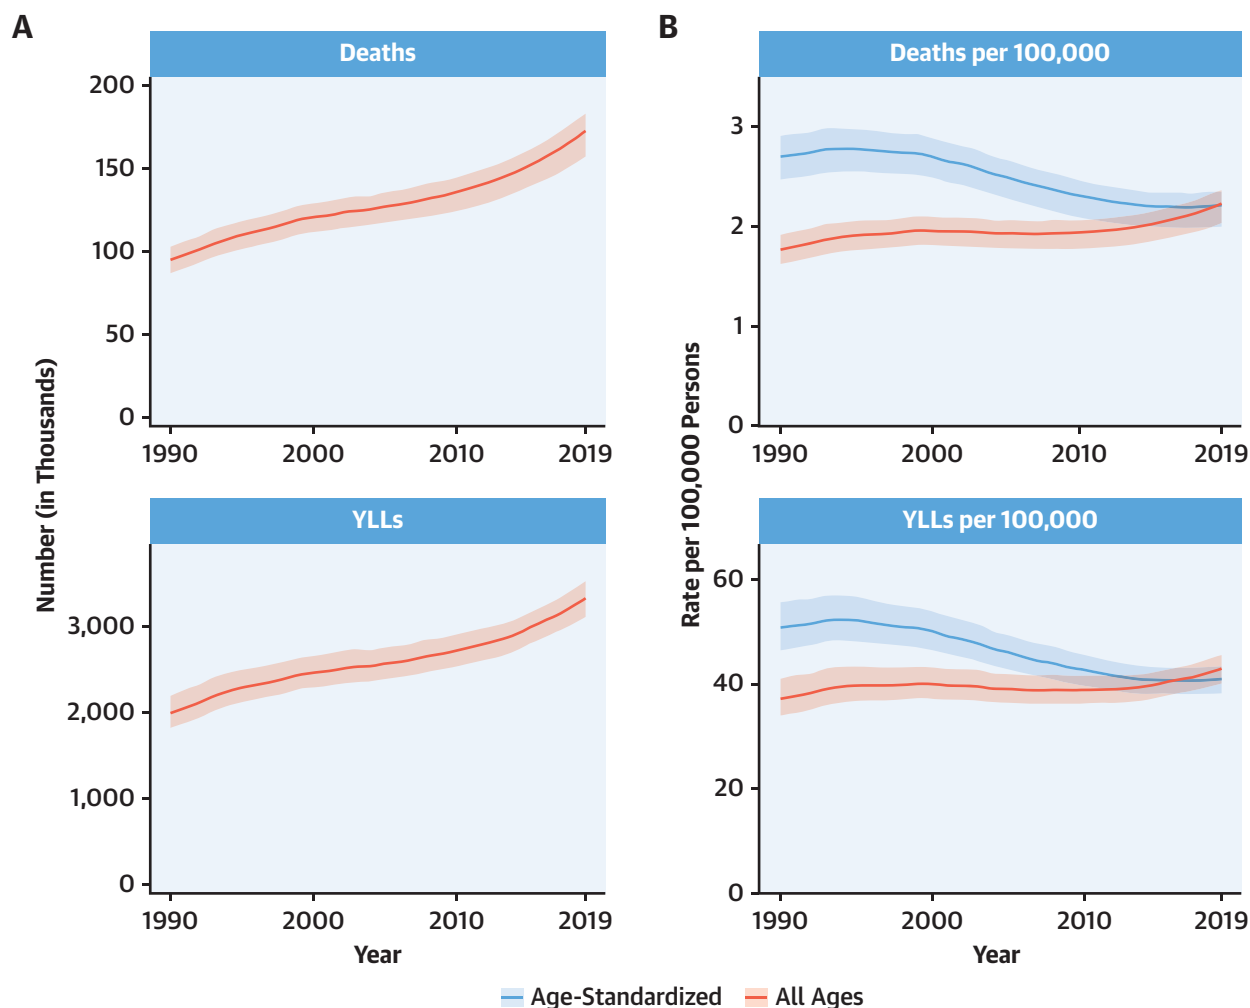 A
Deaths
200
150
100
50
0
1990 2000 2010 2019
YLLs
3,000
2,000
1,000
0
1990 2000 2010 2019
Year
Number (in Thousands)
B
Deaths per 100,000
3
2
1
0
1990 2000 2010 2019
YLLs per 100,000
60
40
20
0
1990 2000 2010 2019
Year
Rate per 100,000 Persons
Age-Standardized All Ages